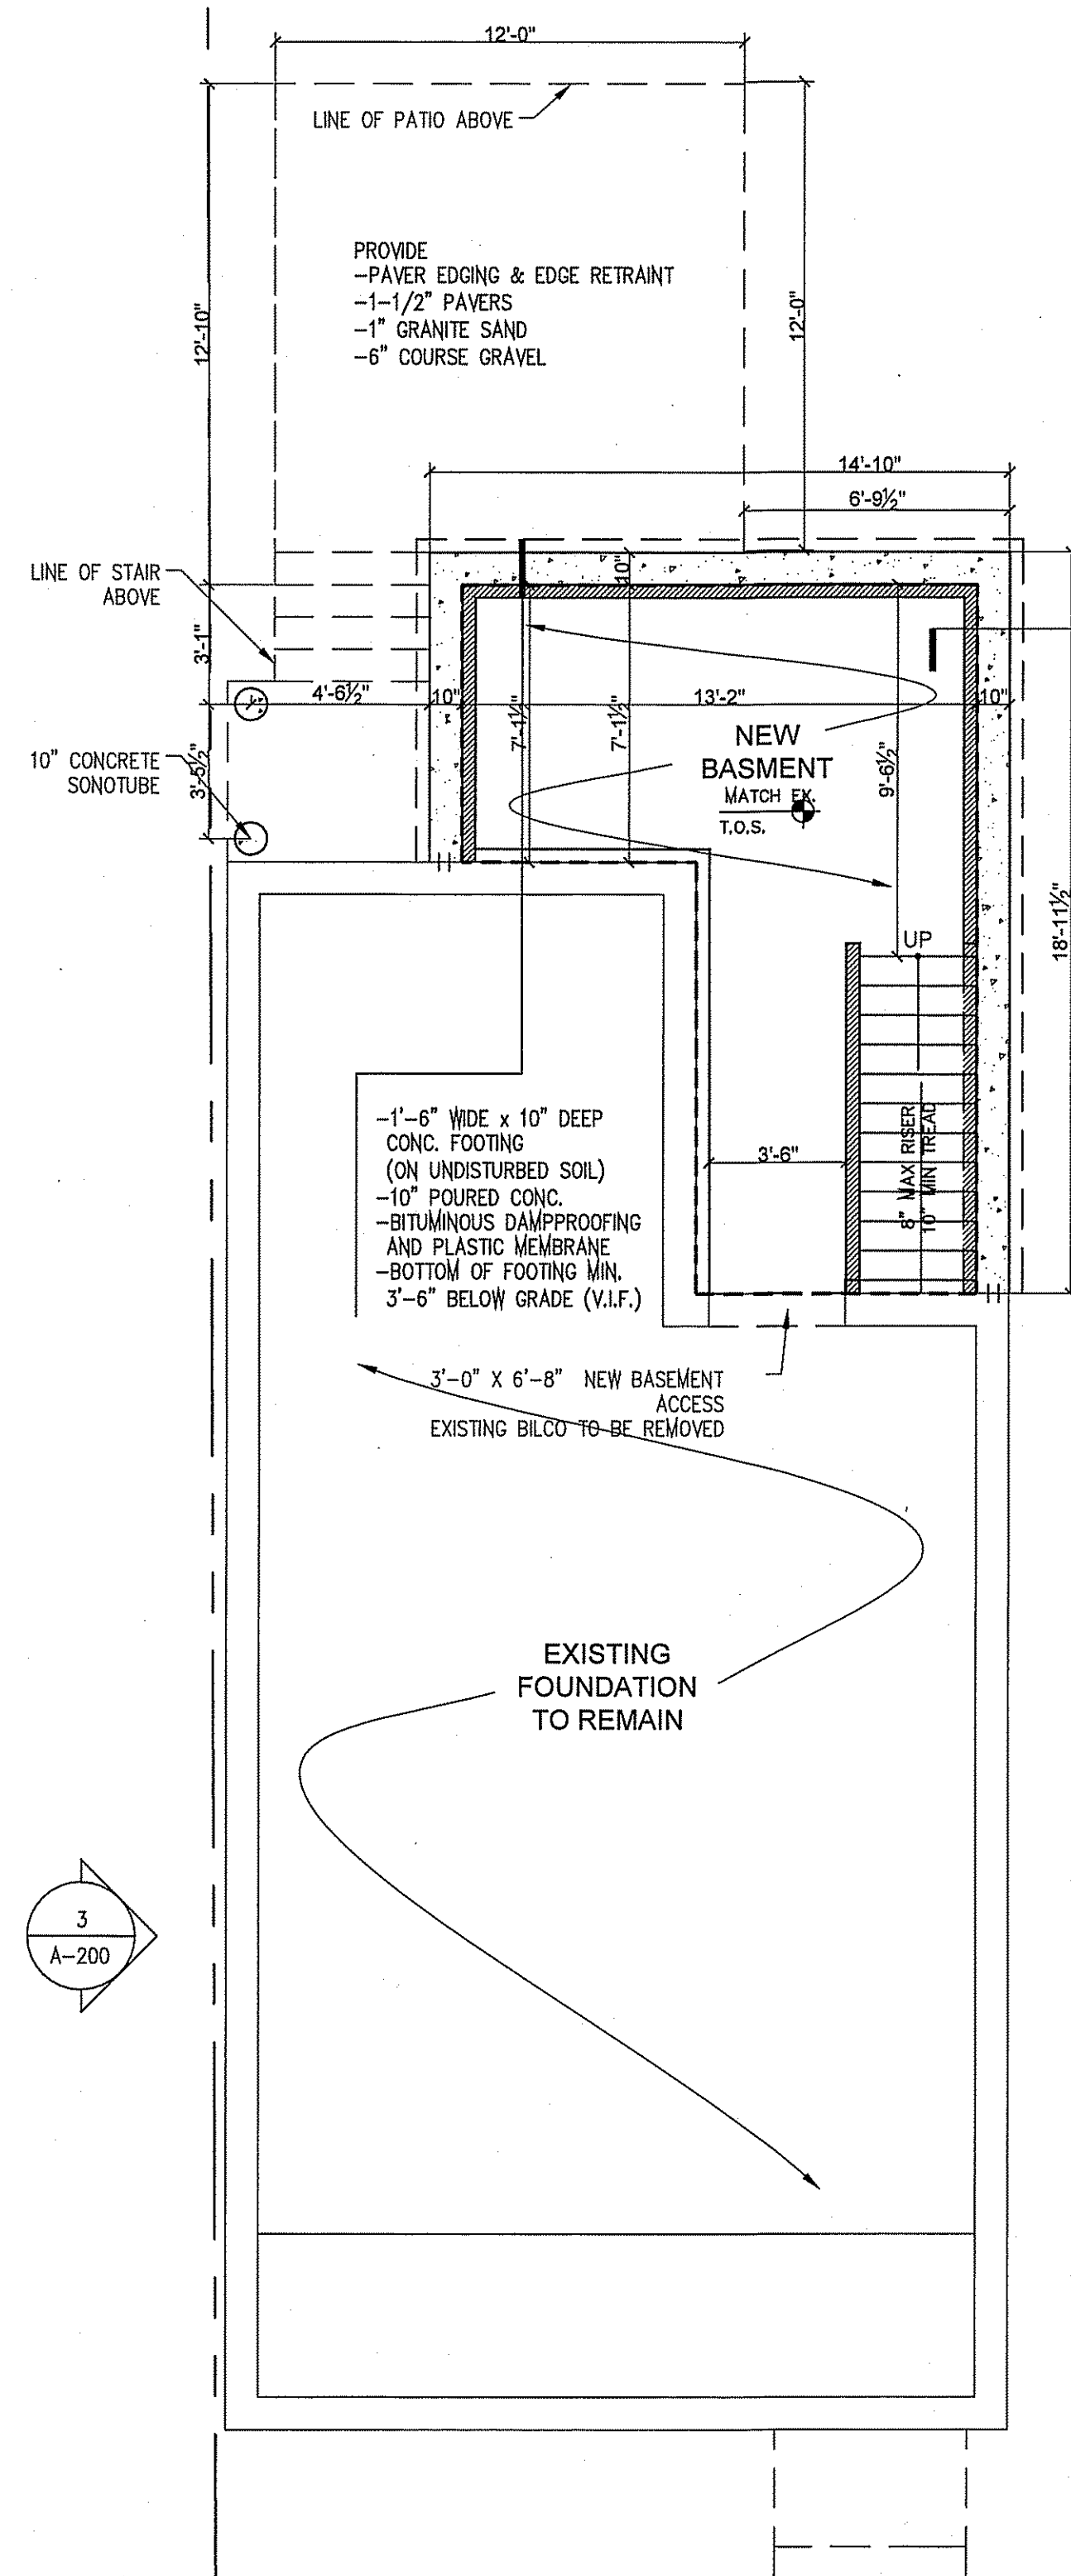 12'-0"
LINE OF PATIO ABOVE
PROVIDE
-PAVER EDGING & EDGE RETRAINT
-1-1/2" PAVERS
-1" GRANITE SAND
-6" COURSE GRAVEL
12'-10"
12'-0"
14'-10"
6'-9½"
LINE OF STAIR
ABOVE
10"
3'-1"
4'-6½"
10"
13'-2"
10"
7'-1½"
7'-1½"
NEW
BASMENT
MATCH EX.
T.O.S.
9'-6½"
10" CONCRETE
SONOTUBE
3'-5½"
18'-11½"
UP
8" MAX RISER
10" MIN TREAD
3'-6"
-1'-6" WIDE x 10" DEEP
CONC. FOOTING
(ON UNDISTURBED SOIL)
-10" POURED CONC.
-BITUMINOUS DAMPPROOFING
AND PLASTIC MEMBRANE
-BOTTOM OF FOOTING MIN.
3'-6" BELOW GRADE (V.I.F.)
3'-0" X 6'-8" NEW BASEMENT
ACCESS
EXISTING BILCO TO BE REMOVED
EXISTING
FOUNDATION
TO REMAIN
3
A-200